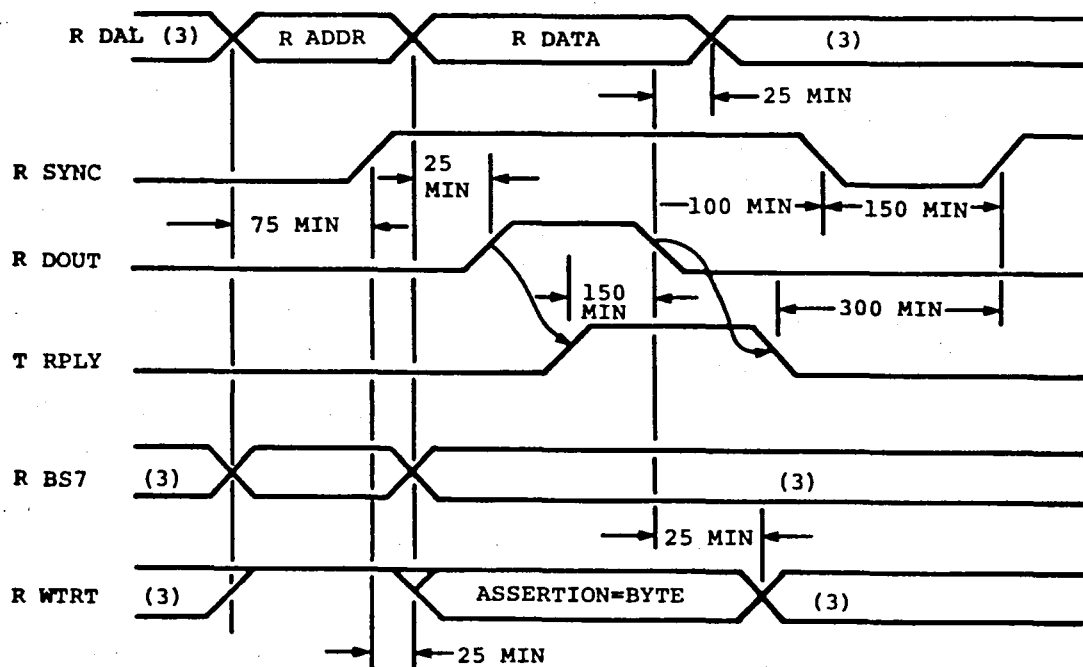 R DAL (3) R ADDR R DATA (3)
25 MIN
R SYNC
25 MIN
75 MIN
100 MIN 150 MIN
R DOUT
150 MIN
300 MIN
T RPLY
R BS7 (3) (3)
25 MIN
R WTRT (3) ASSERTION=BYTE (3)
25 MIN